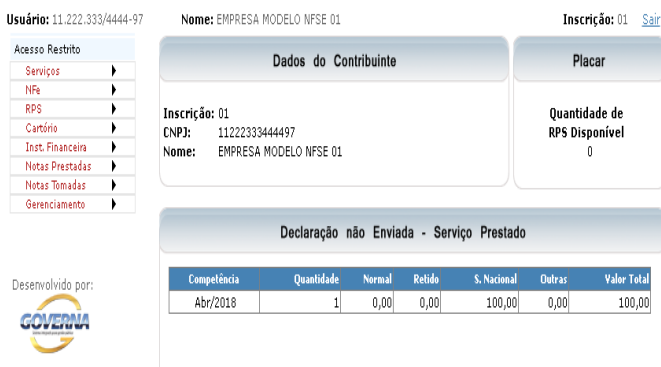 Usuário: 11.222.333/4444-97 Nome: EMPRESA MODELO NFSE 01 Inscrição: 01 Sair
Acesso Restrito
Serviços
NFe
RPS
Cartório
Inst. Financeira
Notas Prestadas
Notas Tomadas
Gerenciamento
Desenvolvido por:
GOVERNA
Dados do Contribuinte
Inscrição: 01
CNPJ: 11222333444497
Nome: EMPRESA MODELO NFSE 01
Placar
Quantidade de
RPS Disponível
0
Declaração não Enviada - Serviço Prestado
Competência Quantidade Normal Retido S. Nacional Outras Valor Total
Abr/2018 1 0,00 0,00 100,00 0,00 100,00